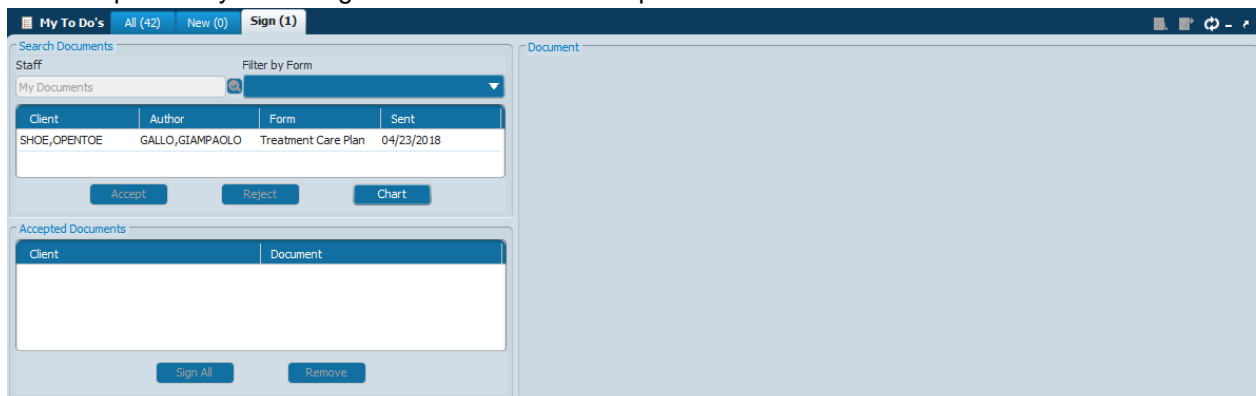 My To Do's All (42) New (0) Sign (1)
Search Documents
Document
Staff Filter by Form
My Documents
Client Author Form Sent
SHOE,OPENTOE GALLO,GIAMPAOLO Treatment Care Plan 04/23/2018
Accept Reject Chart
Accepted Documents
Client Document
Sign All Remove